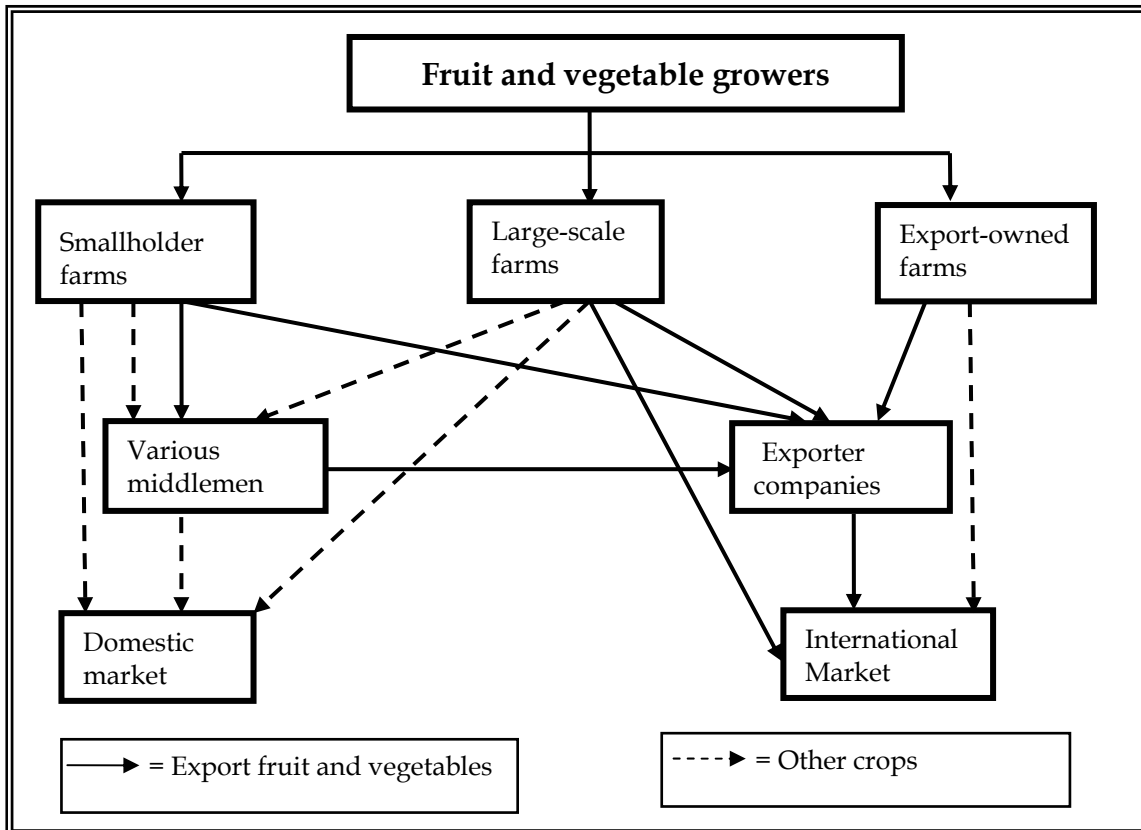 Fruit and vegetable growers
Smallholder
farms
Large-scale
farms
Export-owned
farms
Various
middlemen
Exporter
companies
Domestic
market
International
Market
= Export fruit and vegetables
= Other crops